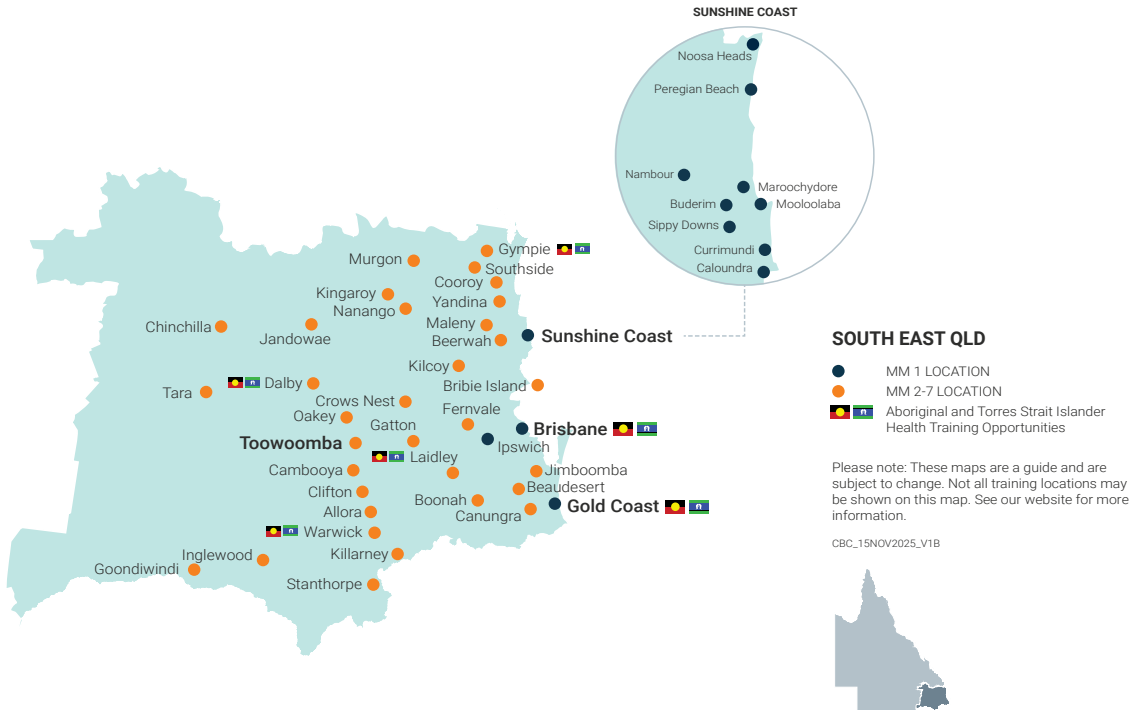 SUNSHINE COAST
Noosa Heads
Peregian Beach
Nambour
Maroochydore
Buderim
Mooloolaba
Sippy Downs
Currimundi
Caloundra
Gympie
Murgon
Southside
Cooroy
Kingaroy
Yandina
Nanango
Chinchilla
Maleny
Jandowae
Beerwah
Sunshine Coast
Kilcoy
Dalby
Bribie Island
Tara
Crows Nest
Fernvale
Oakey
Gatton
Brisbane
Toowoomba
Ipswich
Laidley
Cambooya
Jimboomba
Clifton
Beaudesert
Boonah
Gold Coast
Allora
Canungra
Warwick
Inglewood
Killarney
Goondiwindi
Stanthorpe
SOUTH EAST QLD
MM 1 LOCATION
MM 2-7 LOCATION
Aboriginal and Torres Strait Islander
Health Training Opportunities
Please note: These maps are a guide and are
subject to change. Not all training locations may
be shown on this map. See our website for more
information.
CBC_15NOV2025_V1B